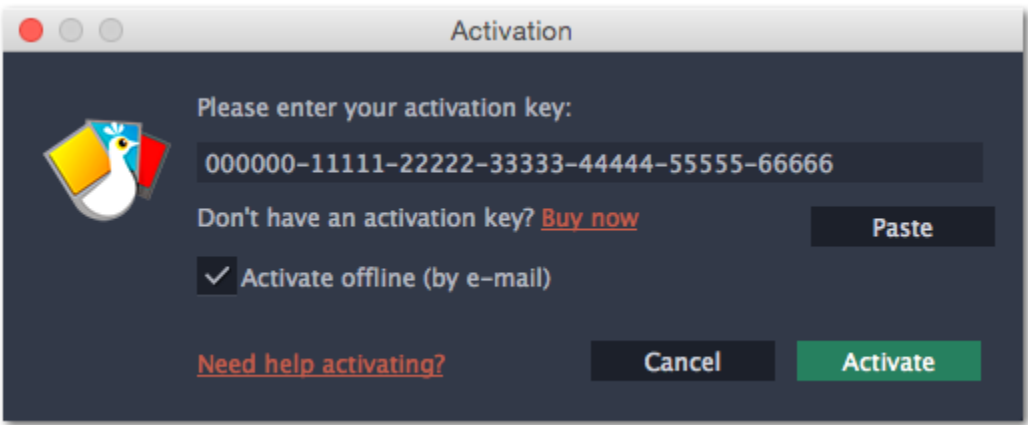 Activation
Please enter your activation key:
000000-11111-22222-33333-44444-55555-66666
Don't have an activation key? Buy now
Paste
Activate offline (by e-mail)
Need help activating?
Cancel
Activate